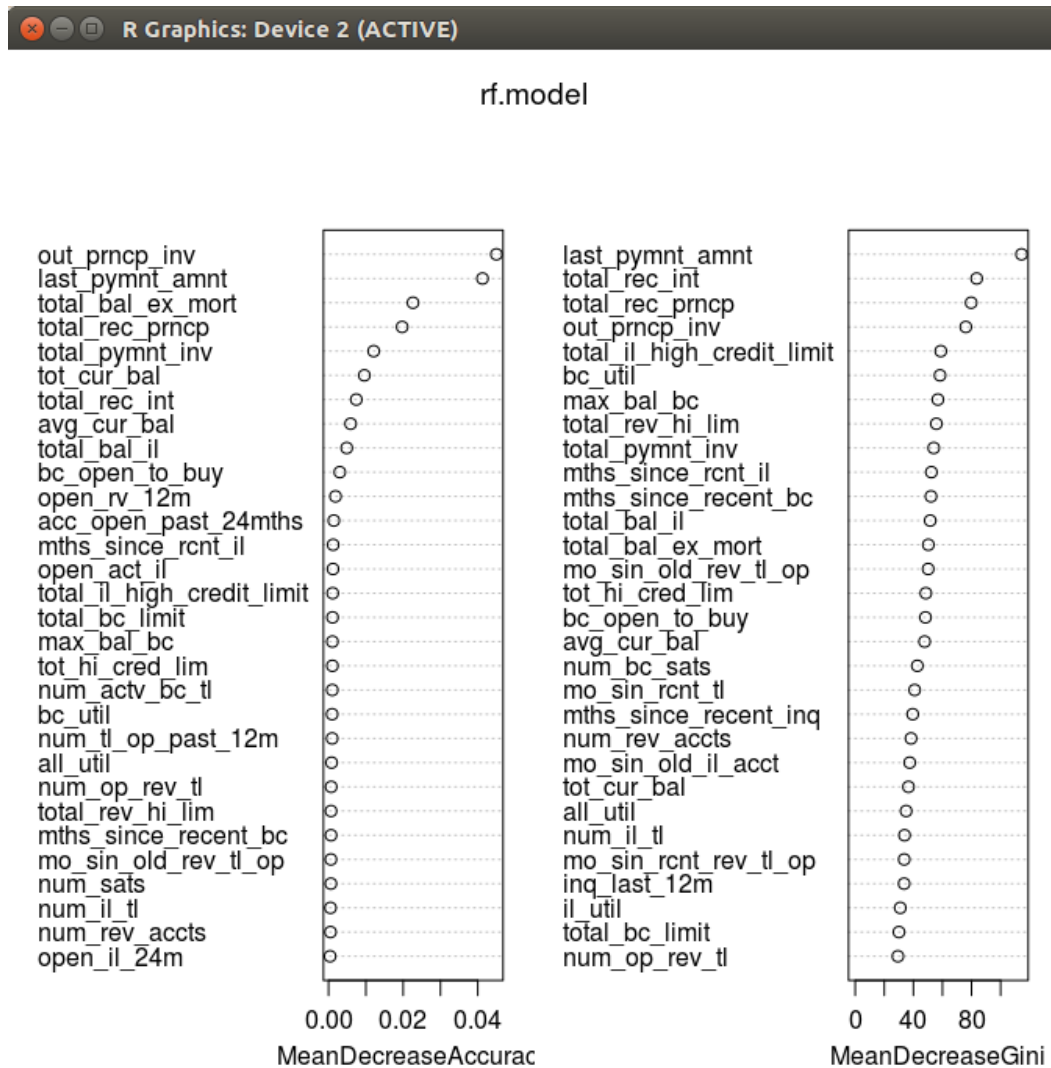 R Graphics: Device 2 (ACTIVE)
rf.model
out_prncp_inv
last_pymnt_amnt
total_bal_ex_mort
total_rec_prncp
total_pymnt_inv
tot_cur_bal
total_rec_int
avg_cur_bal
total_bal_il
bc_open_to_buy
open_rv_12m
acc_open_past_24mths
mths_since_rcnt_il
open_act_il
total_il_high_credit_limit
total_bc_limit
max_bal_bc
tot_hi_cred_lim
num_actv_bc_tl
bc_util
num_tl_op_past_12m
all_util
num_op_rev_tl
total_rev_hi_lim
mths_since_recent_bc
mo_sin_old_rev_tl_op
num_sats
num_il_tl
num_rev_accts
open_il_24m
0.00 0.02 0.04
MeanDecreaseAccurac
last_pymnt_amnt
total_rec_int
total_rec_prncp
out_prncp_inv
total_il_high_credit_limit
bc_util
max_bal_bc
total_rev_hi_lim
total_pymnt_inv
mths_since_rcnt_il
mths_since_recent_bc
total_bal_il
total_bal_ex_mort
mo_sin_old_rev_tl_op
tot_hi_cred_lim
bc_open_to_buy
avg_cur_bal
num_bc_sats
mo_sin_rcnt_tl
mths_since_recent_inq
num_rev_accts
mo_sin_old_il_acct
tot_cur_bal
all_util
num_il_tl
mo_sin_rcnt_rev_tl_op
inq_last_12m
il_util
total_bc_limit
num_op_rev_tl
0 40 80
MeanDecreaseGini